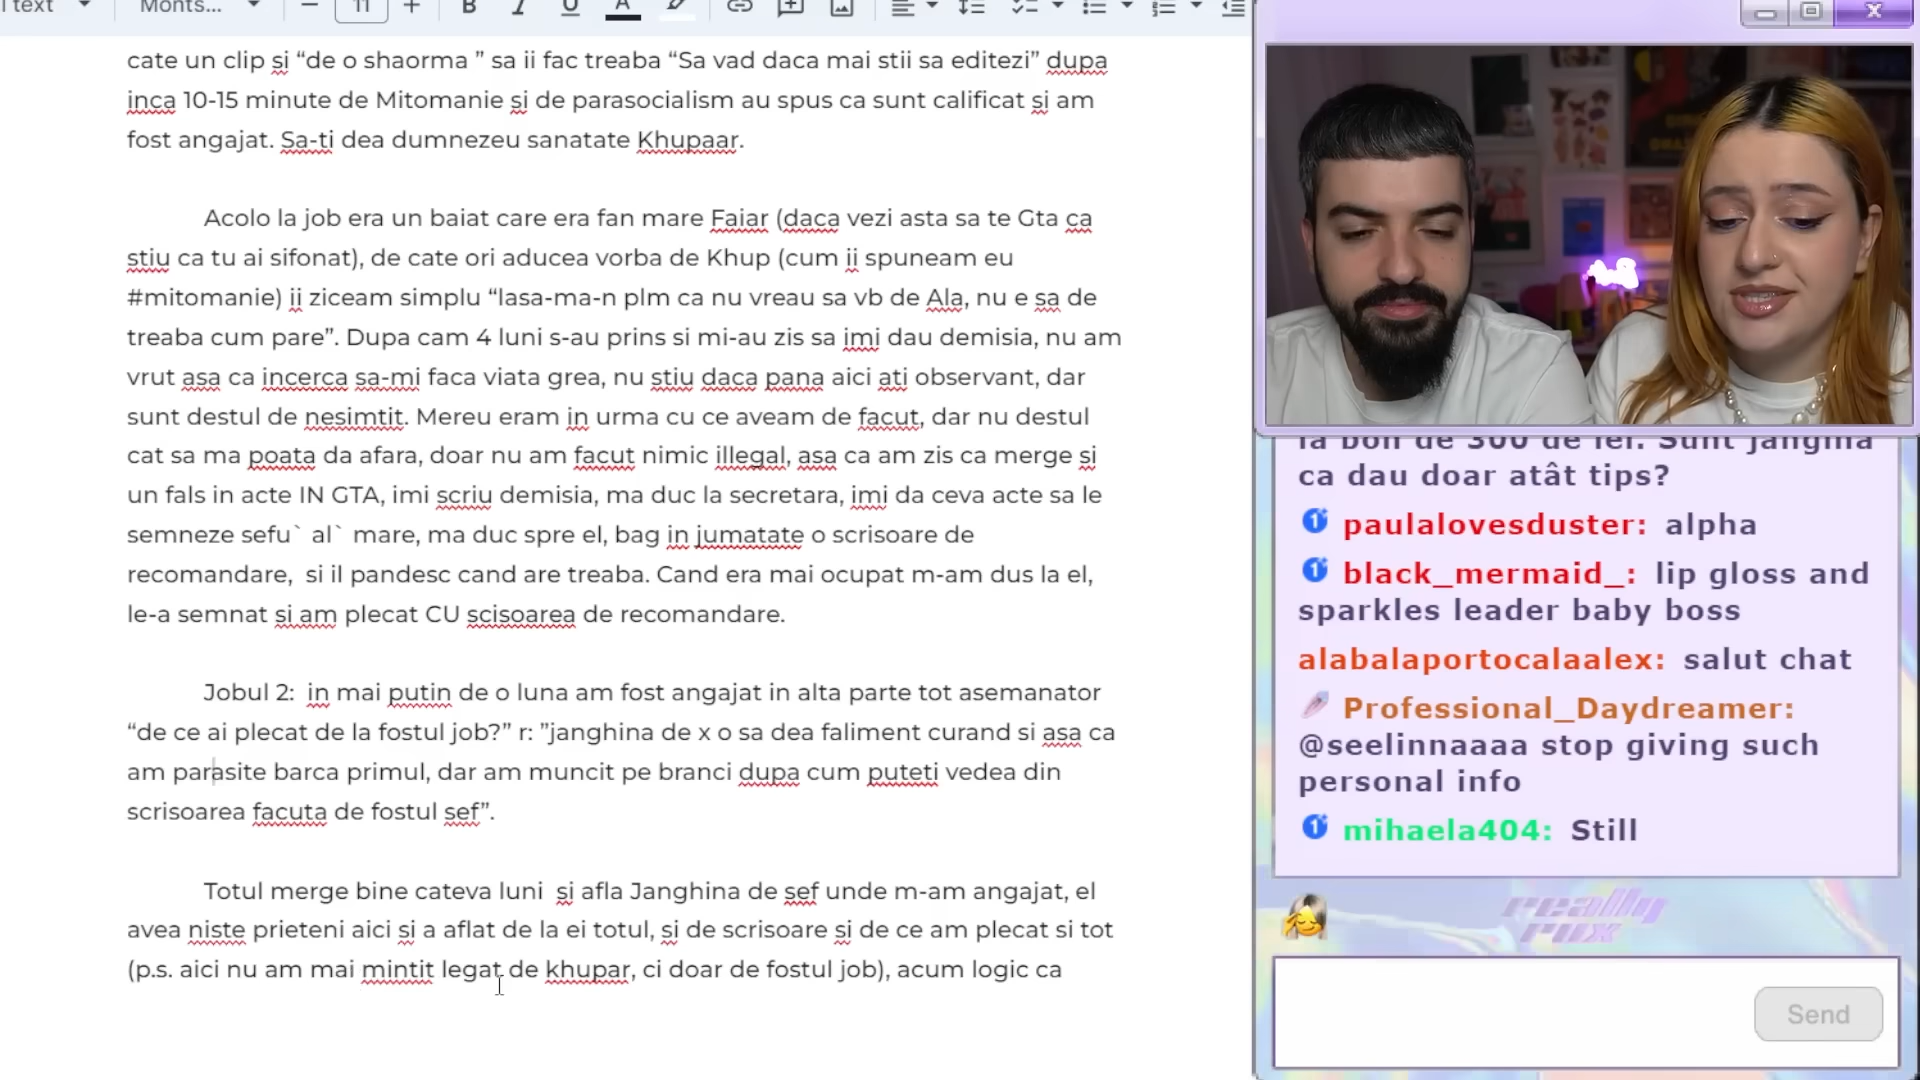 text
Monts...
11
B
I
U
A
cate un clip si “de o shaorma ” sa ii fac treaba “Sa vad daca mai stii sa editezi” dupa
inca 10-15 minute de Mitomanie si de parasocialism au spus ca sunt calificat si am
fost angajat. Sa-ti dea dumnezeu sanatate Khupaar.
Acolo la job era un baiat care era fan mare Faiar (daca vezi asta sa te Gta ca
stiu ca tu ai sifonat), de cate ori aducea vorba de Khup (cum ii spuneam eu
#mitomanie) ii ziceam simplu “lasa-ma-n plm ca nu vreau sa vb de Ala, nu e sa de
treaba cum pare”. Dupa cam 4 luni s-au prins si mi-au zis sa imi dau demisia, nu am
vrut asa ca incerca sa-mi faca viata grea, nu stiu daca pana aici ati observant, dar
sunt destul de nesimtit. Mereu eram in urma cu ce aveam de facut, dar nu destul
cat sa ma poata da afara, doar nu am facut nimic illegal, asa ca am zis ca merge si
un fals in acte IN GTA, imi scriu demisia, ma duc la secretara, imi da ceva acte sa le
semneze sefu` al` mare, ma duc spre el, bag in jumatate o scrisoare de
recomandare,  si il pandesc cand are treaba. Cand era mai ocupat m-am dus la el,
le-a semnat si am plecat CU scisoarea de recomandare.
Jobul 2:  in mai putin de o luna am fost angajat in alta parte tot asemanator
“de ce ai plecat de la fostul job?” r: ”janghina de x o sa dea faliment curand si asa ca
am parasite barca primul, dar am muncit pe branci dupa cum puteti vedea din
scrisoarea facuta de fostul sef”.
Totul merge bine cateva luni  si afla Janghina de sef unde m-am angajat, el
avea niste prieteni aici si a aflat de la ei totul, si de scrisoare si de ce am plecat si tot
(p.s. aici nu am mai mintit legat de khupar, ci doar de fostul job), acum logic ca
la bon de 300 de lei. Sunt janghina
ca dau doar atât tips?
paulalovesduster: alpha
black_mermaid_: lip gloss and
sparkles leader baby boss
alabalaportocalaalex: salut chat
Professional_Daydreamer:
@seelinnaaaa stop giving such
personal info
mihaela404: Still
really
rux
Send